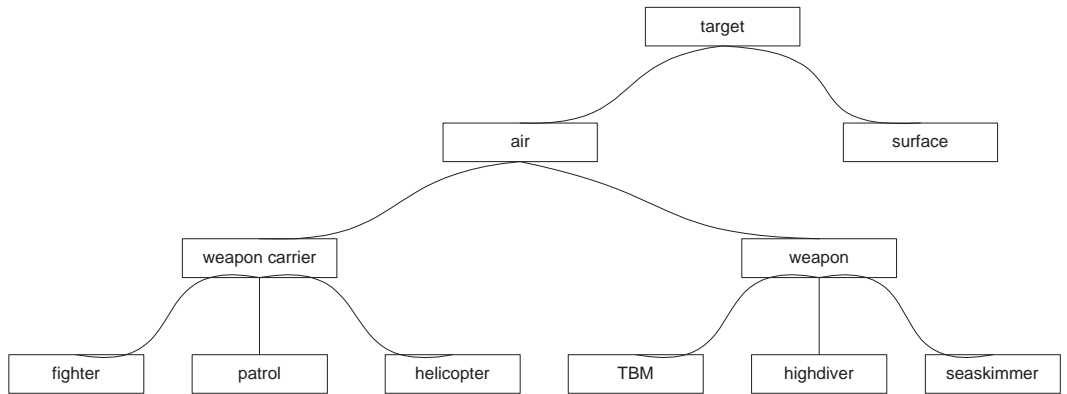 target
air
surface
weapon carrier
weapon
fighter
patrol
helicopter
TBM
highdiver
seaskimmer